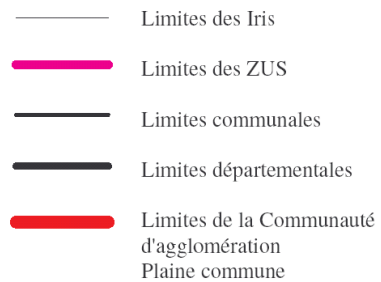 Limites des Iris
Limites des ZUS
Limites communales
Limites départementales
Limites de la Communauté
d'agglomération
Plaine commune